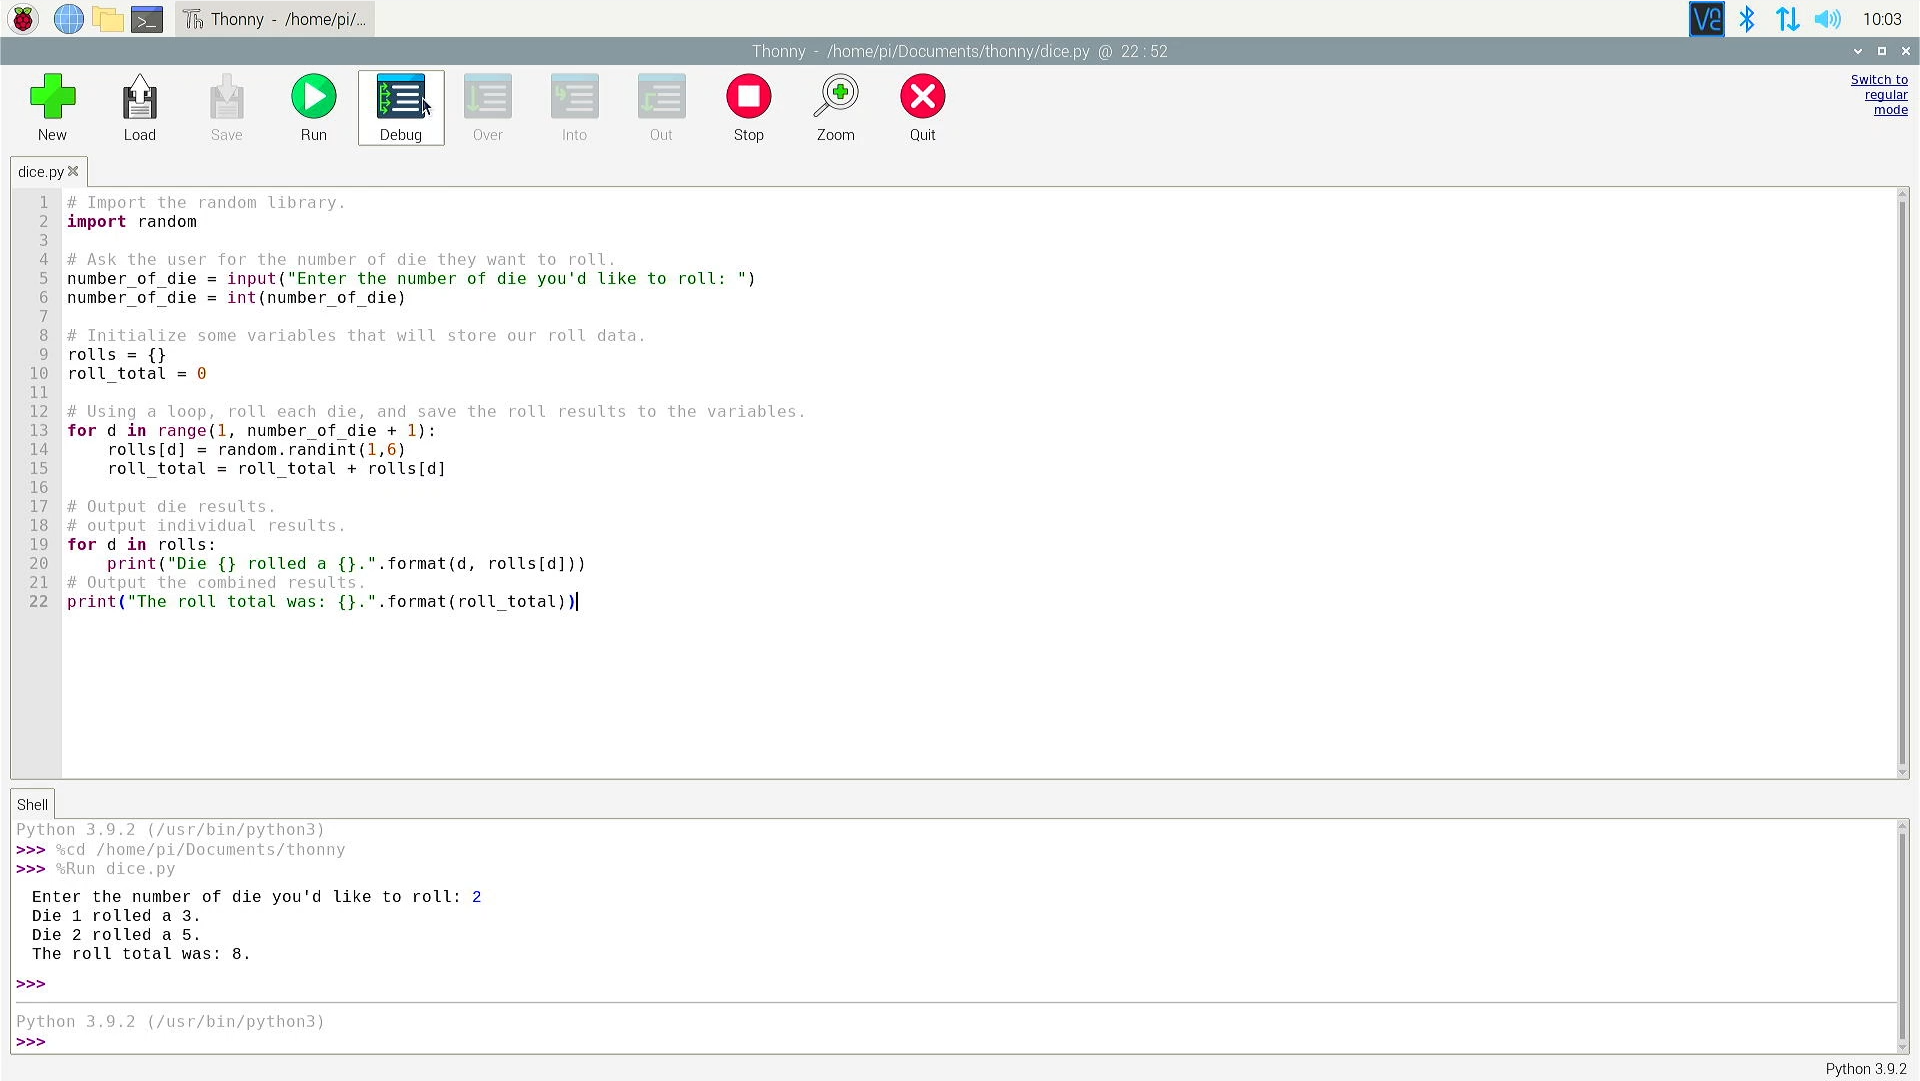 Thonny - /home/pi/...
10:03
Thonny - /home/pi/Documents/thonny/dice.py @ 22 : 52
New
Load
Save
Run
Debug
Over
Into
Out
Stop
Zoom
Quit
Switch to
regular
mode
dice.py
1 # Import the random library.
2 import random
3
4 # Ask the user for the number of die they want to roll.
5 number_of_die = input("Enter the number of die you'd like to roll: ")
6 number_of_die = int(number_of_die)
7
8 # Initialize some variables that will store our roll data.
9 rolls = {}
10 roll_total = 0
11
12 # Using a loop, roll each die, and save the roll results to the variables.
13 for d in range(1, number_of_die + 1):
14     rolls[d] = random.randint(1,6)
15     roll_total = roll_total + rolls[d]
16
17 # Output die results.
18 # output individual results.
19 for d in rolls:
20     print("Die {} rolled a {}.".format(d, rolls[d]))
21 # Output the combined results.
22 print("The roll total was: {}.".format(roll_total))
Shell
Python 3.9.2 (/usr/bin/python3)
>>> %cd /home/pi/Documents/thonny
>>> %Run dice.py
Enter the number of die you'd like to roll: 2
Die 1 rolled a 3.
Die 2 rolled a 5.
The roll total was: 8.
>>>
Python 3.9.2 (/usr/bin/python3)
>>>
Python 3.9.2